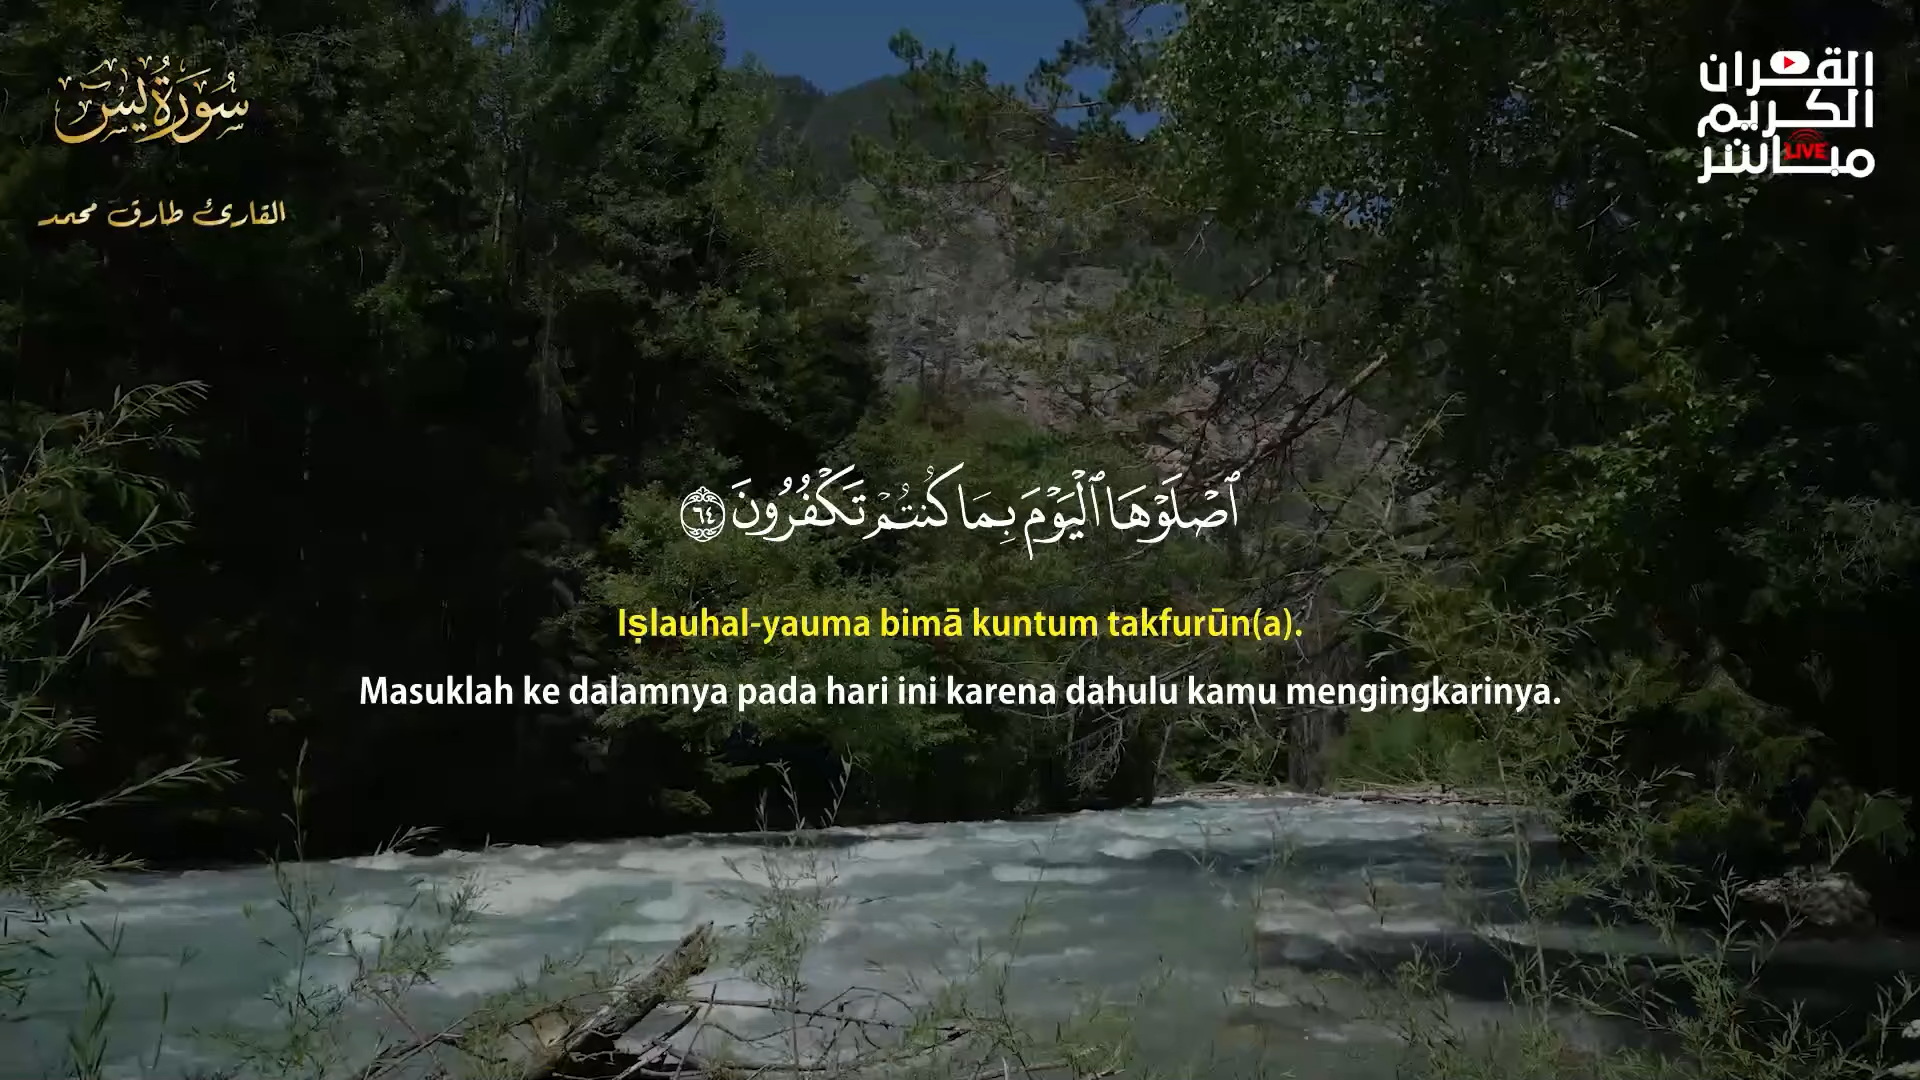 سُورَةُ يس
القارئ طارق محمد
القرآن
الكريم
مباشر
LIVE
ٱصْلَوْهَا ٱلْيَوْمَ بِمَا كُنتُمْ تَكْفُرُونَ ٦٤
Iṣlauhal-yauma bimā kuntum takfurūn(a).
Masuklah ke dalamnya pada hari ini karena dahulu kamu mengingkarinya.